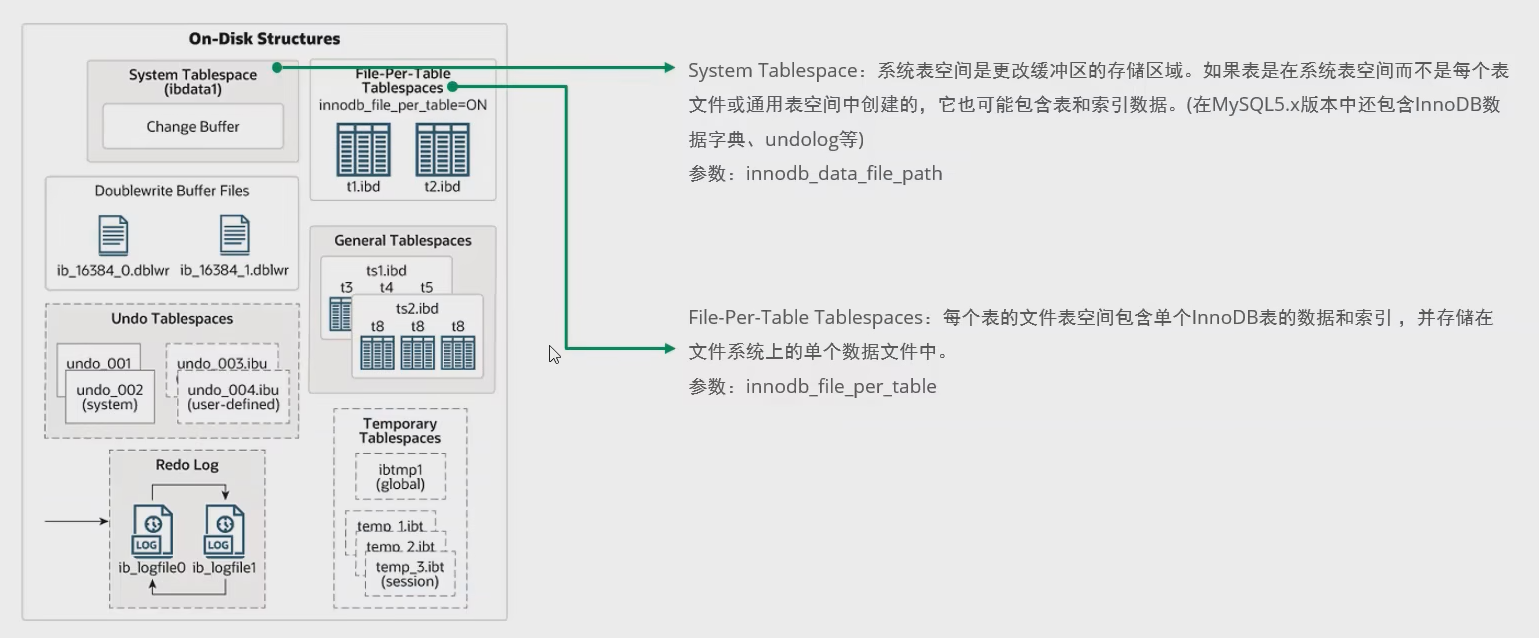 On-Disk Structures
System Tablespace
(ibdata1)
Change Buffer
File-Per-Table
Tablespaces
innodb_file_per_table=ON
t1.ibd
t2.ibd
Doublewrite Buffer Files
ib_16384_0.dblwr
ib_16384_1.dblwr
General Tablespaces
ts1.ibd
t3 t4 t5
ts2.ibd
t8 t8 t8
Undo Tablespaces
undo_001
undo_002
(system)
undo_003.ibu
undo_004.ibu
(user-defined)
Temporary
Tablespaces
ibtmp1
(global)
temp_1.ibt
temp_2.ibt
temp_3.ibt
(session)
Redo Log
LOG
LOG
ib_logfile0
ib_logfile1
System Tablespace：系统表空间是更改缓冲区的存储区域。如果表是在系统表空间而不是每个表
文件或通用表空间中创建的，它也可能包含表和索引数据。(在MySQL5.x版本中还包含InnoDB数
据字典、undolog等)
参数：innodb_data_file_path
File-Per-Table Tablespaces：每个表的文件表空间包含单个InnoDB表的数据和索引 ，并存储在
文件系统上的单个数据文件中。
参数：innodb_file_per_table